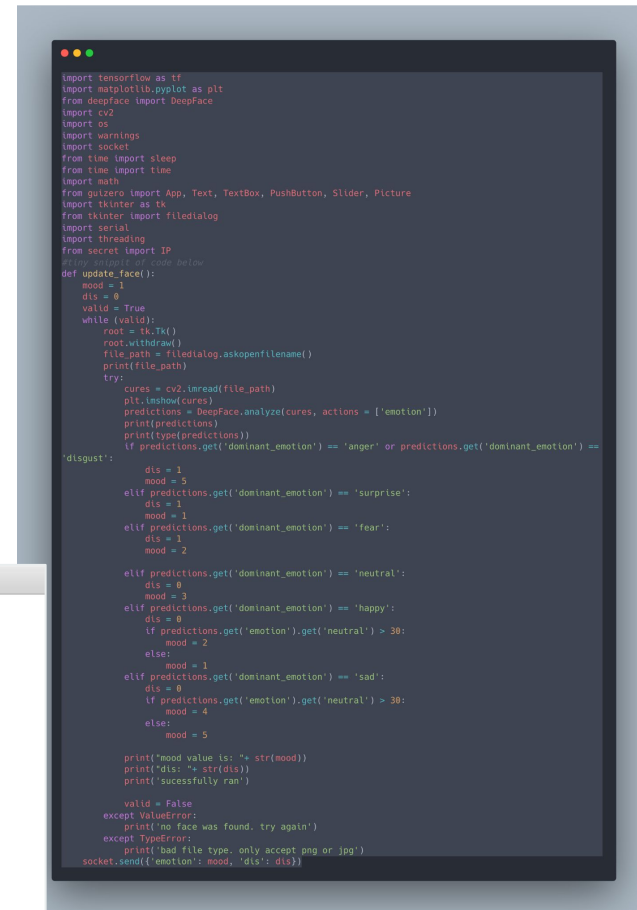 import tensorflow as tf
import matplotlib.pyplot as plt
from deepface import DeepFace
import cv2
import os
import warnings
import socket
from time import sleep
from time import time
import math
from guizero import App, Text, TextBox, PushButton, Slider, Picture
import tkinter as tk
from tkinter import filedialog
import serial
import threading
from secret import IP
#tiny snippit of code below
def update_face():
    mood = 1
    dis = 0
    valid = True
    while (valid):
        root = tk.Tk()
        root.withdraw()
        file_path = filedialog.askopenfilename()
        print(file_path)
        try:
            cures = cv2.imread(file_path)
            plt.imshow(cures)
            predictions = DeepFace.analyze(cures, actions = ['emotion'])
            print(predictions)
            print(type(predictions))
            if predictions.get('dominant_emotion') == 'anger' or predictions.get('dominant_emotion') ==
'disgust':
                dis = 1
                mood = 5
            elif predictions.get('dominant_emotion') == 'surprise':
                dis = 1
                mood = 1
            elif predictions.get('dominant_emotion') == 'fear':
                dis = 1
                mood = 2
            elif predictions.get('dominant_emotion') == 'neutral':
                dis = 0
                mood = 3
            elif predictions.get('dominant_emotion') == 'happy':
                dis = 0
                if predictions.get('emotion').get('neutral') > 30:
                    mood = 2
                else:
                    mood = 1
            elif predictions.get('dominant_emotion') == 'sad':
                dis = 0
                if predictions.get('emotion').get('neutral') > 30:
                    mood = 4
                else:
                    mood = 5
            print("mood value is: "+ str(mood))
            print("dis: "+ str(dis))
            print('sucessfully ran')
            valid = False
        except ValueError:
            print('no face was found. try again')
        except TypeError:
            print('bad file type. only accept png or jpg')
    socket.send({'emotion': mood, 'dis': dis})